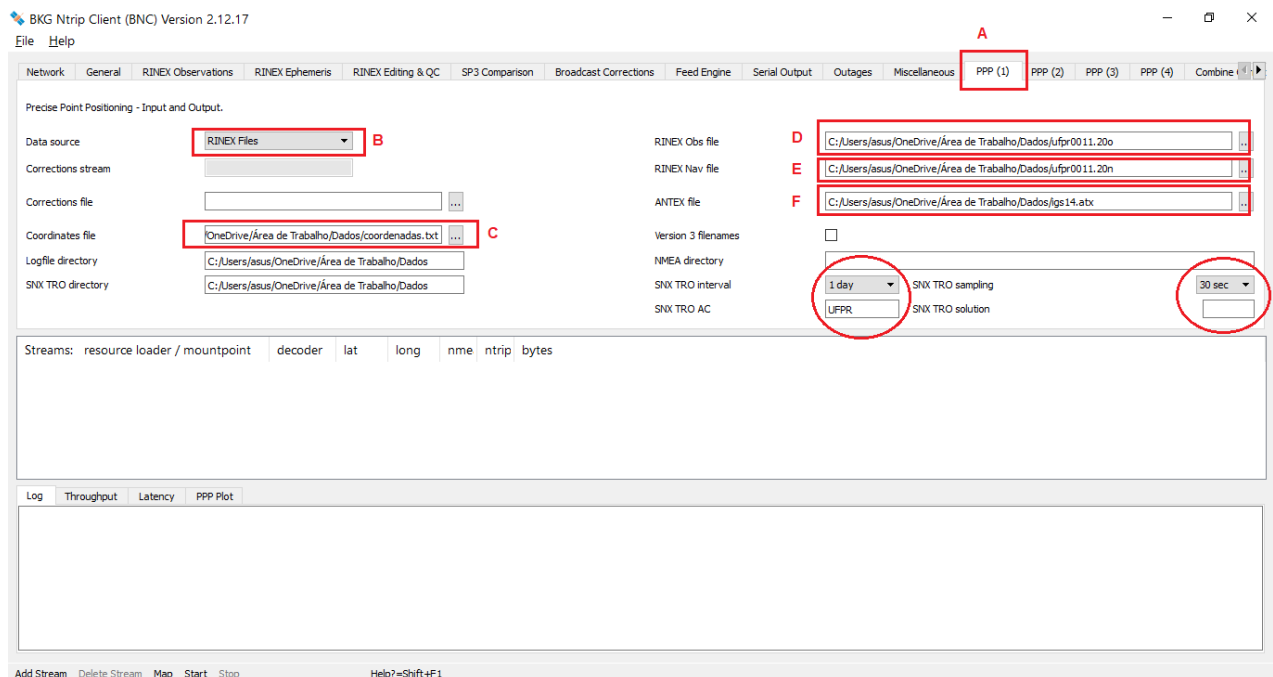 BKG Ntrip Client (BNC) Version 2.12.17
File Help
A
Network General RINEX Observations RINEX Ephemeris RINEX Editing & QC SP3 Comparison Broadcast Corrections Feed Engine Serial Output Outages Miscellaneous PPP (1) PPP (2) PPP (3) PPP (4) Combine
Precise Point Positioning - Input and Output.
Data source RINEX Files B RINEX Obs file D C:/Users/asus/OneDrive/Área de Trabalho/Dados/ufpr0011.20o ...
Corrections stream RINEX Nav file E C:/Users/asus/OneDrive/Área de Trabalho/Dados/ufpr0011.20n ...
Corrections file ... ANTEX file F C:/Users/asus/OneDrive/Área de Trabalho/Dados/igs14.atx ...
Coordinates file /OneDrive/Área de Trabalho/Dados/coordenadas.txt ... C Version 3 filenames
Logfile directory C:/Users/asus/OneDrive/Área de Trabalho/Dados NMEA directory
SNX TRO directory C:/Users/asus/OneDrive/Área de Trabalho/Dados SNX TRO interval 1 day SNX TRO sampling 30 sec
SNX TRO AC UFPR SNX TRO solution
Streams: resource loader / mountpoint decoder lat long nme ntrip bytes
Log Throughput Latency PPP Plot
Add Stream Delete Stream Map Start Stop Help?=Shift+F1